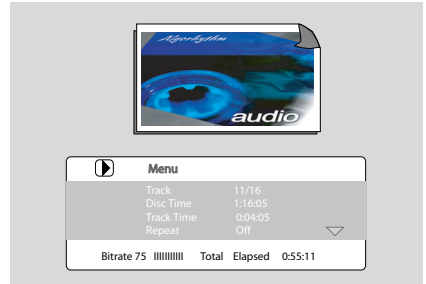 Algorhythm
audio
Menu
Track 11/16
Disc Time 1:16:05
Track Time 0:04:05
Repeat Off
Bitrate 75 IIIIIIIIII Total Elapsed 0:55:11